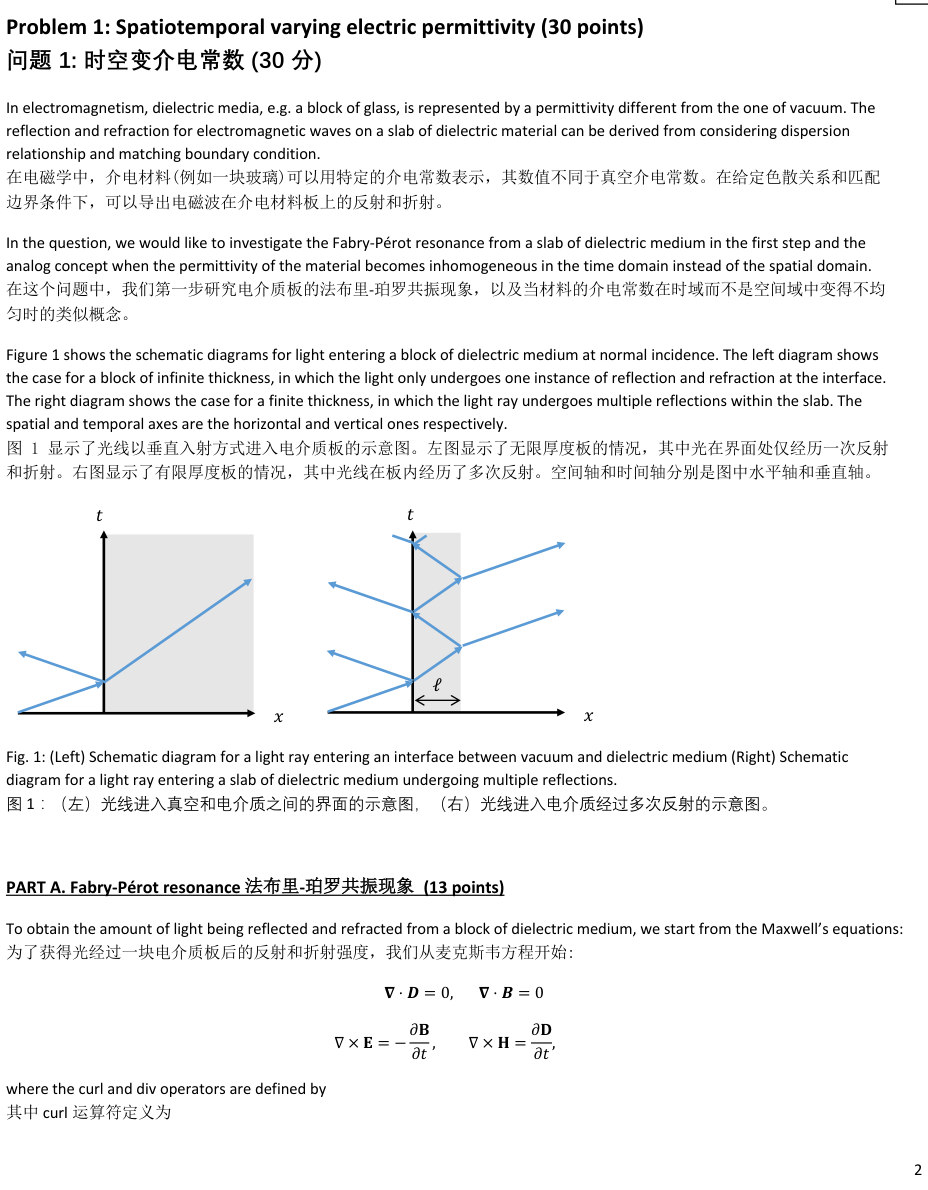 Problem 1: Spatiotemporal varying electric permittivity (30 points)
问题 1: 时空变介电常数 (30 分)
In electromagnetism, dielectric media, e.g. a block of glass, is represented by a permittivity different from the one of vacuum. The
reflection and refraction for electromagnetic waves on a slab of dielectric material can be derived from considering dispersion
relationship and matching boundary condition.
在电磁学中，介电材料(例如一块玻璃)可以用特定的介电常数表示，其数值不同于真空介电常数。在给定色散关系和匹配
边界条件下，可以导出电磁波在介电材料板上的反射和折射。
In the question, we would like to investigate the Fabry-Pérot resonance from a slab of dielectric medium in the first step and the
analog concept when the permittivity of the material becomes inhomogeneous in the time domain instead of the spatial domain.
在这个问题中，我们第一步研究电介质板的法布里-珀罗共振现象，以及当材料的介电常数在时域而不是空间域中变得不均
匀时的类似概念。
Figure 1 shows the schematic diagrams for light entering a block of dielectric medium at normal incidence. The left diagram shows
the case for a block of infinite thickness, in which the light only undergoes one instance of reflection and refraction at the interface.
The right diagram shows the case for a finite thickness, in which the light ray undergoes multiple reflections within the slab. The
spatial and temporal axes are the horizontal and vertical ones respectively.
图 1 显示了光线以垂直入射方式进入电介质板的示意图。左图显示了无限厚度板的情况，其中光在界面处仅经历一次反射
和折射。右图显示了有限厚度板的情况，其中光线在板内经历了多次反射。空间轴和时间轴分别是图中水平轴和垂直轴。
t
t
ℓ
x
x
Fig. 1: (Left) Schematic diagram for a light ray entering an interface between vacuum and dielectric medium (Right) Schematic
diagram for a light ray entering a slab of dielectric medium undergoing multiple reflections.
图 1：（左）光线进入真空和电介质之间的界面的示意图，（右）光线进入电介质经过多次反射的示意图。
PART A. Fabry-Pérot resonance 法布里-珀罗共振现象 (13 points)
To obtain the amount of light being reflected and refracted from a block of dielectric medium, we start from the Maxwell’s equations:
为了获得光经过一块电介质板后的反射和折射强度，我们从麦克斯韦方程开始:
∇ · D = 0, ∇ · B = 0
∇ × E = − ∂B/∂t, ∇ × H = ∂D/∂t,
where the curl and div operators are defined by
其中 curl 运算符定义为
2